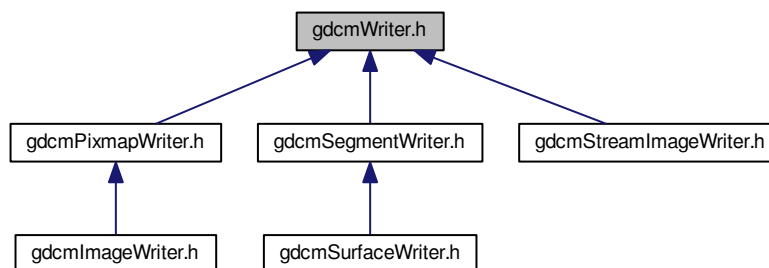 gdcmWriter.h
gdcmPixmapWriter.h
gdcmSegmentWriter.h
gdcmStreamImageWriter.h
gdcmImageWriter.h
gdcmSurfaceWriter.h